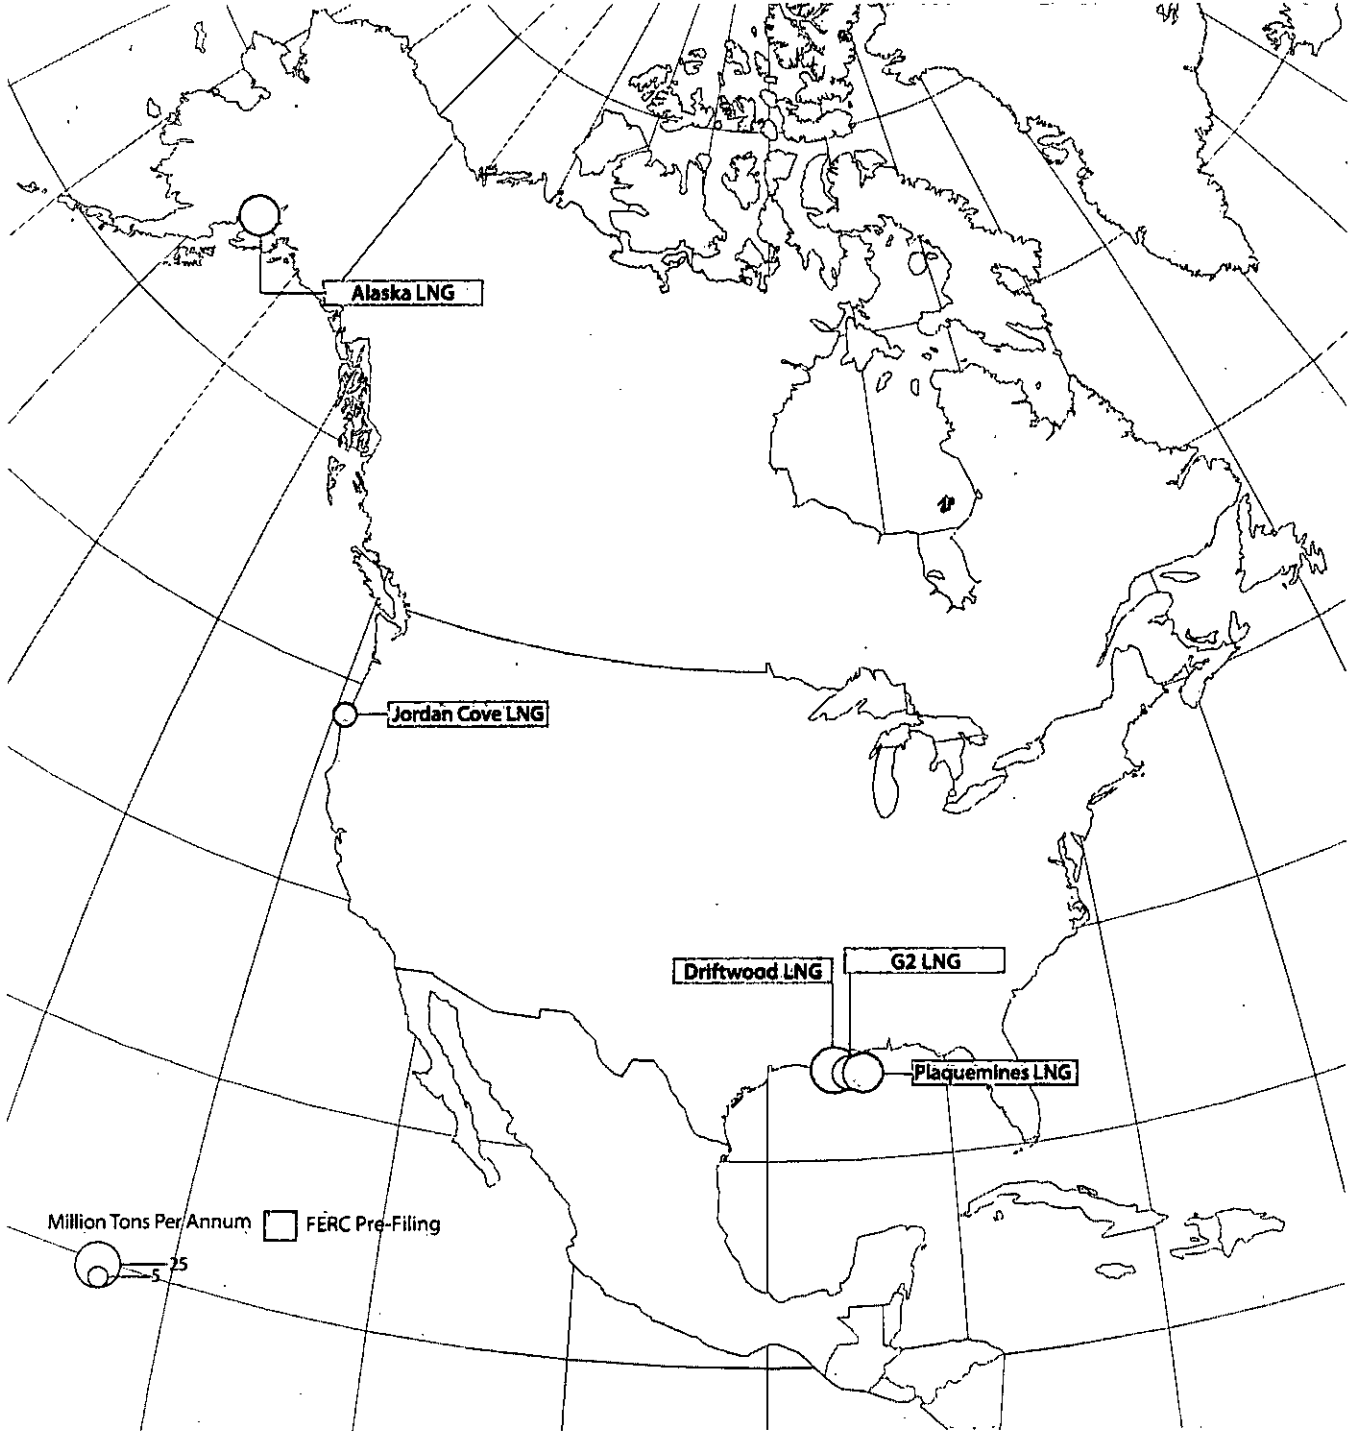 Alaska LNG
Jordan Cove LNG
Driftwood LNG
G2 LNG
Plaquemines LNG
Million Tons Per Annum
FERC Pre-Filing
25
5